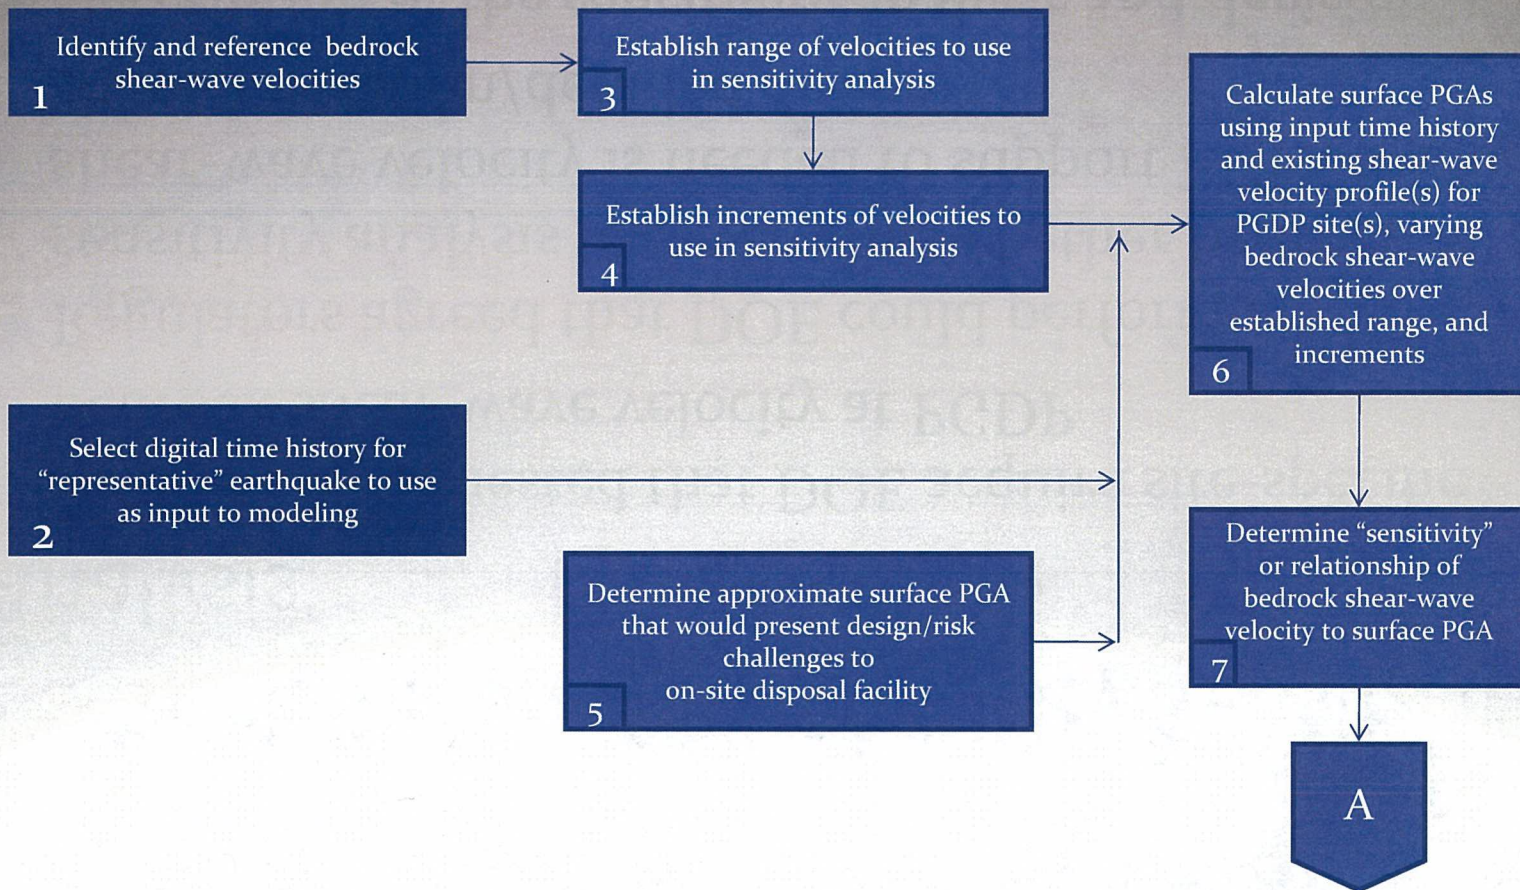 Identify and reference bedrock
shear-wave velocities
1
Establish range of velocities to use
in sensitivity analysis
3
Establish increments of velocities to
use in sensitivity analysis
4
Select digital time history for
“representative” earthquake to use
as input to modeling
2
Determine approximate surface PGA
that would present design/risk
challenges to
on-site disposal facility
5
Calculate surface PGAs
using input time history
and existing shear-wave
velocity profile(s) for
PGDP site(s), varying
bedrock shear-wave
velocities over
established range, and
increments
6
Determine “sensitivity”
or relationship of
bedrock shear-wave
velocity to surface PGA
7
A